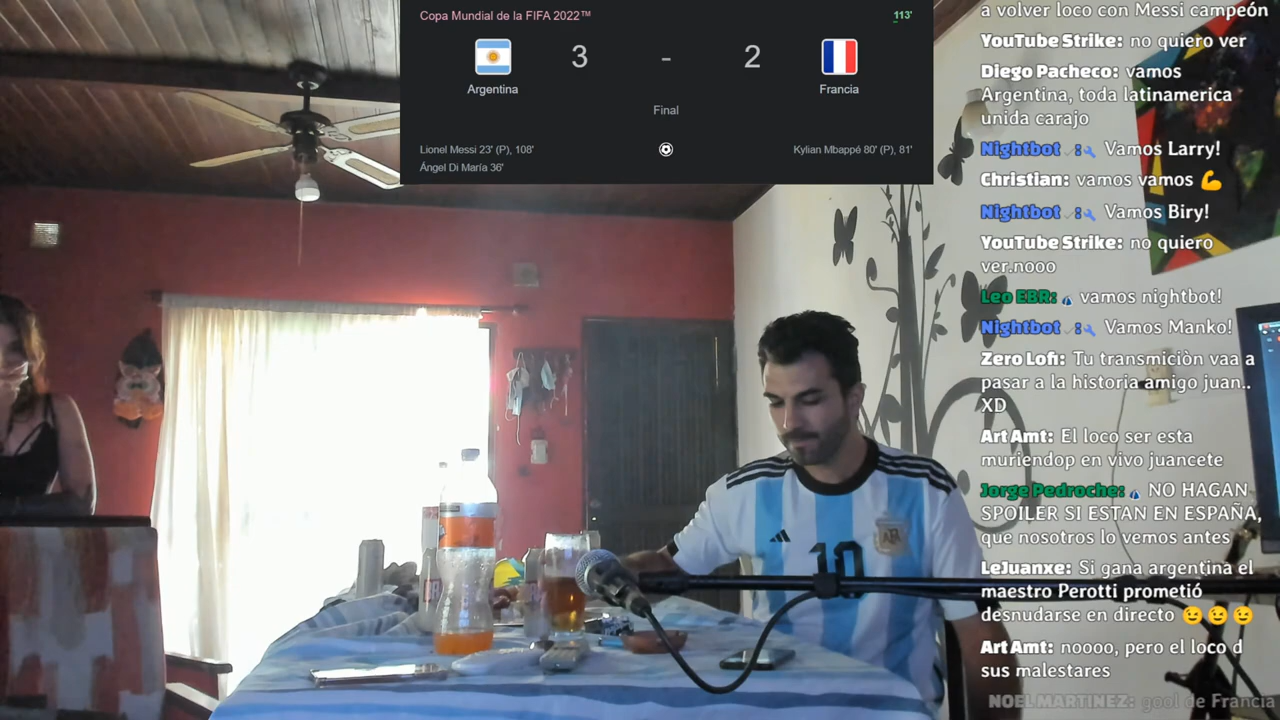 Copa Mundial de la FIFA 2022™
113'
3 - 2
Argentina
Francia
Final
Lionel Messi 23' (P), 108'
Kylian Mbappé 80' (P), 81'
Ángel Di María 36'
10
a volver loco con Messi campeón
YouTube Strike: no quiero ver
Diego Pacheco: vamos
Argentina, toda latinamerica
unida carajo
Nightbot: Vamos Larry!
Christian: vamos vamos 💪
Nightbot: Vamos Biry!
YouTube Strike: no quiero
ver.nooo
Leo EBR: vamos nightbot!
Nightbot: Vamos Manko!
Zero Lofi: Tu transmiciòn vaa a
pasar a la historia amigo juan..
XD
Art Amt: El loco ser esta
muriendop en vivo juancete
Jorge Pedroche: NO HAGAN
SPOILER SI ESTAN EN ESPAÑA,
que nosotros lo vemos antes
LeJuanxe: Si gana argentina el
maestro Perotti prometió
desnudarse en directo 😉😉😉
Art Amt: noooo, pero el loco d
sus malestares
NOEL MARTINEZ: gool de Francia